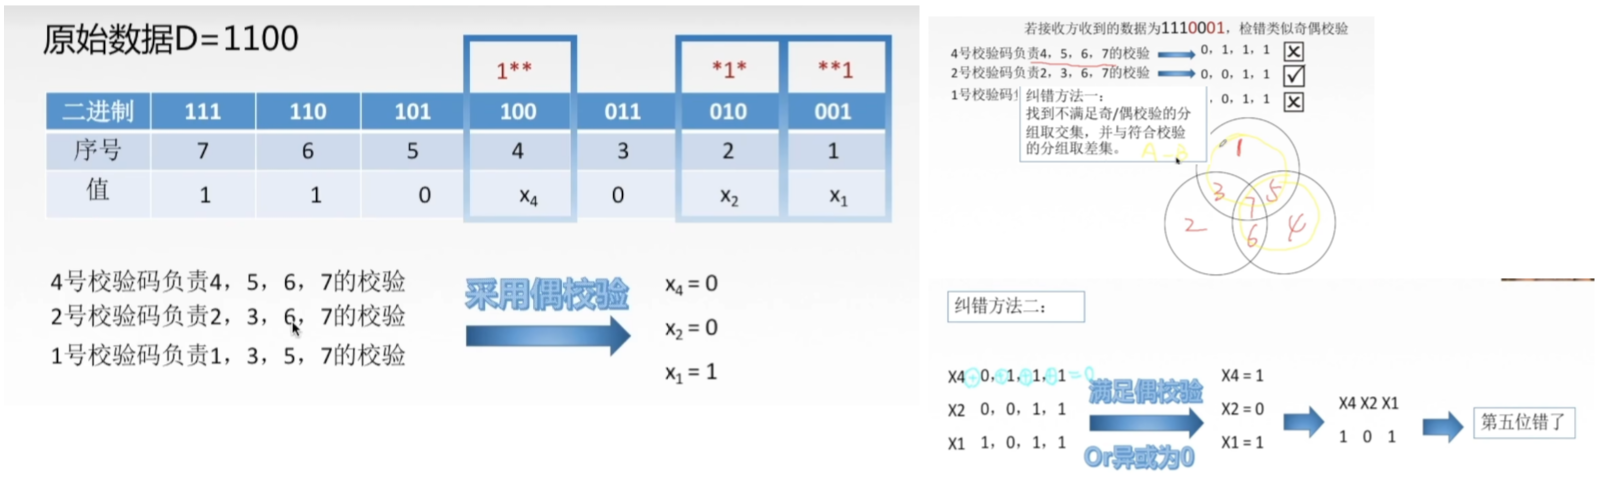 原始数据D=1100
1** *1* **1
二进制 111 110 101 100 011 010 001
序号 7 6 5 4 3 2 1
值 1 1 0 x₄ 0 x₂ x₁
4号校验码负责4，5，6，7的校验
2号校验码负责2，3，6，7的校验
1号校验码负责1，3，5，7的校验
采用偶校验
x₄ = 0
x₂ = 0
x₁ = 1
若接收方收到的数据为1110001，检错类似奇偶校验
4号校验码负责4，5，6，7的校验 0，1，1，1
2号校验码负责2，3，6，7的校验 0，0，1，1
1号校验码 ，0，1，1
纠错方法一：
找到不满足奇/偶校验的分
组取交集，并与符合校验
的分组取差集。
A-B
1
3 5
7
2 6 4
纠错方法二：
X4 0，1，1，1 =0
X2 0，0，1，1
X1 1，0，1，1
满足偶校验
Or异或为0
X4 = 1
X2 = 0
X1 = 1
X4 X2 X1
1 0 1
第五位错了